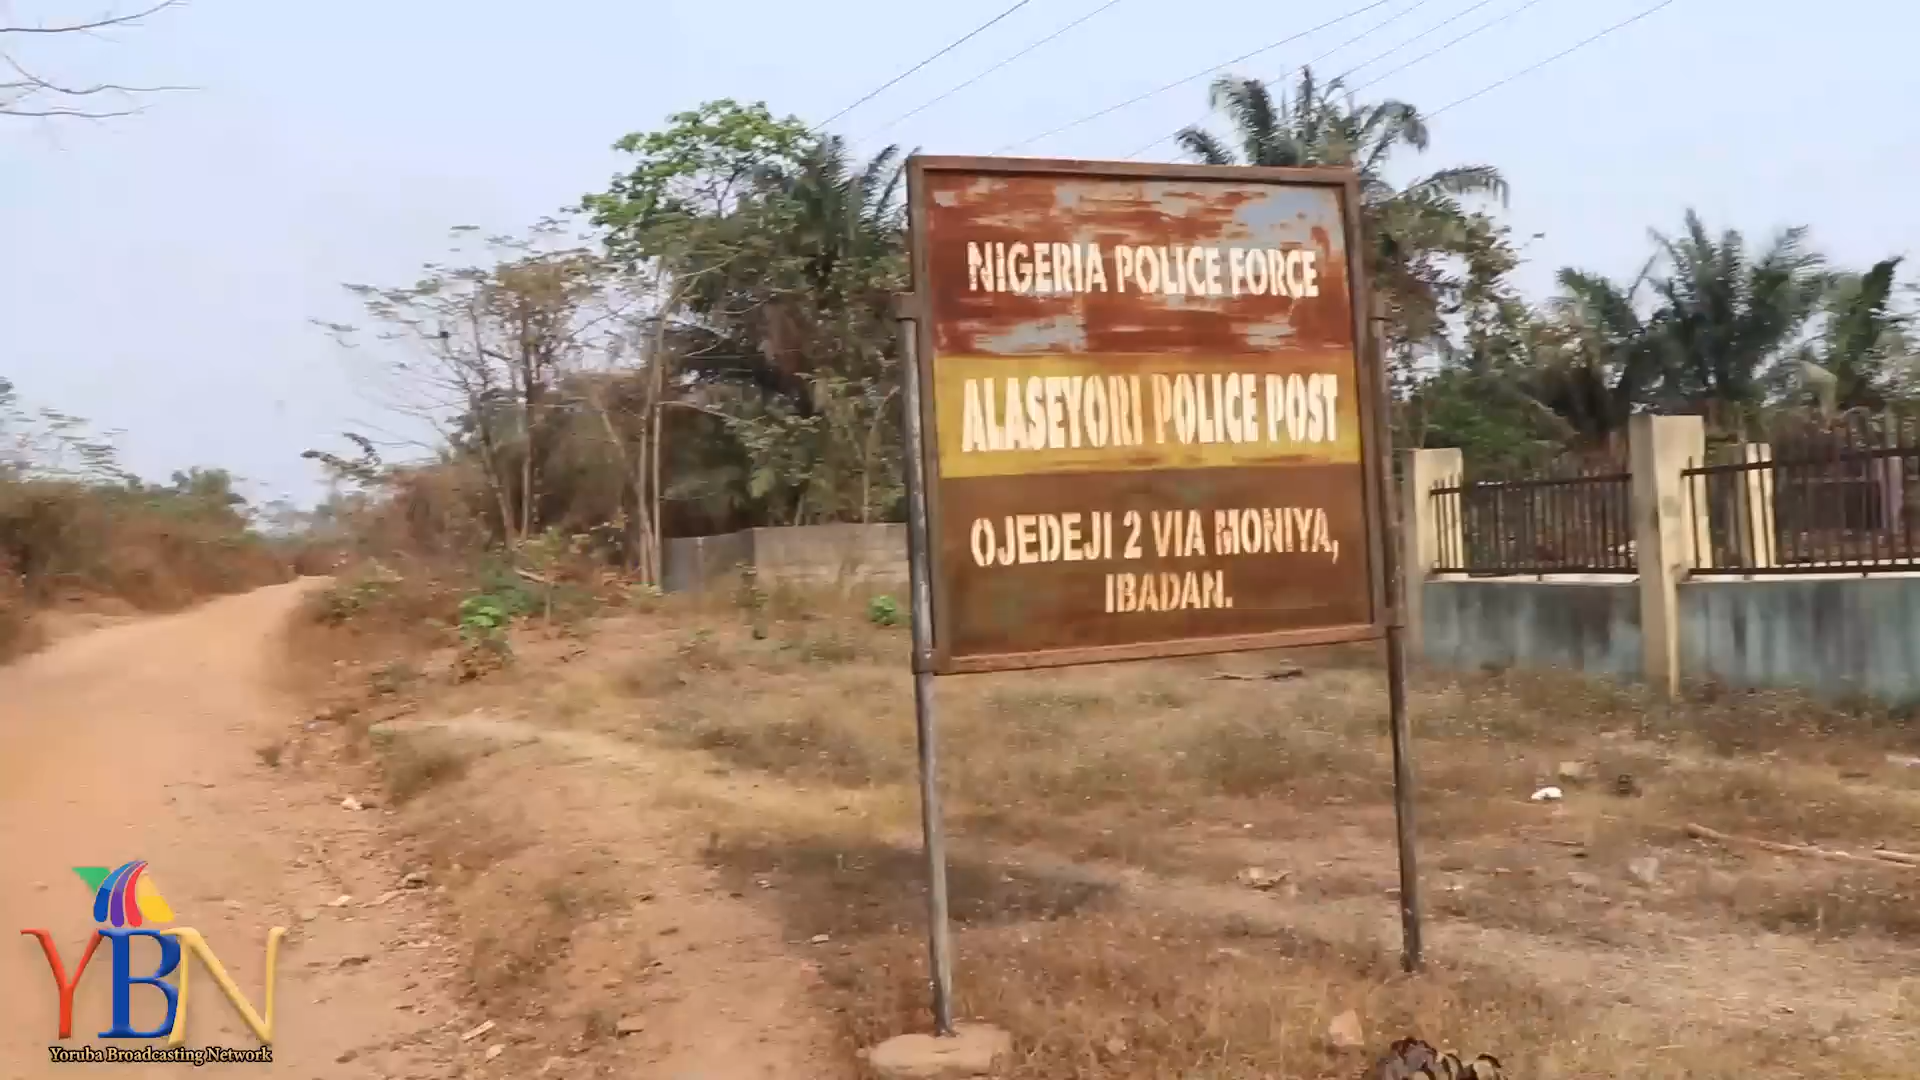 NIGERIA POLICE FORCE
ALASEYORI POLICE POST
OJEDEJI 2 VIA MONIYA,
IBADAN.
YBN
Yoruba Broadcasting Network